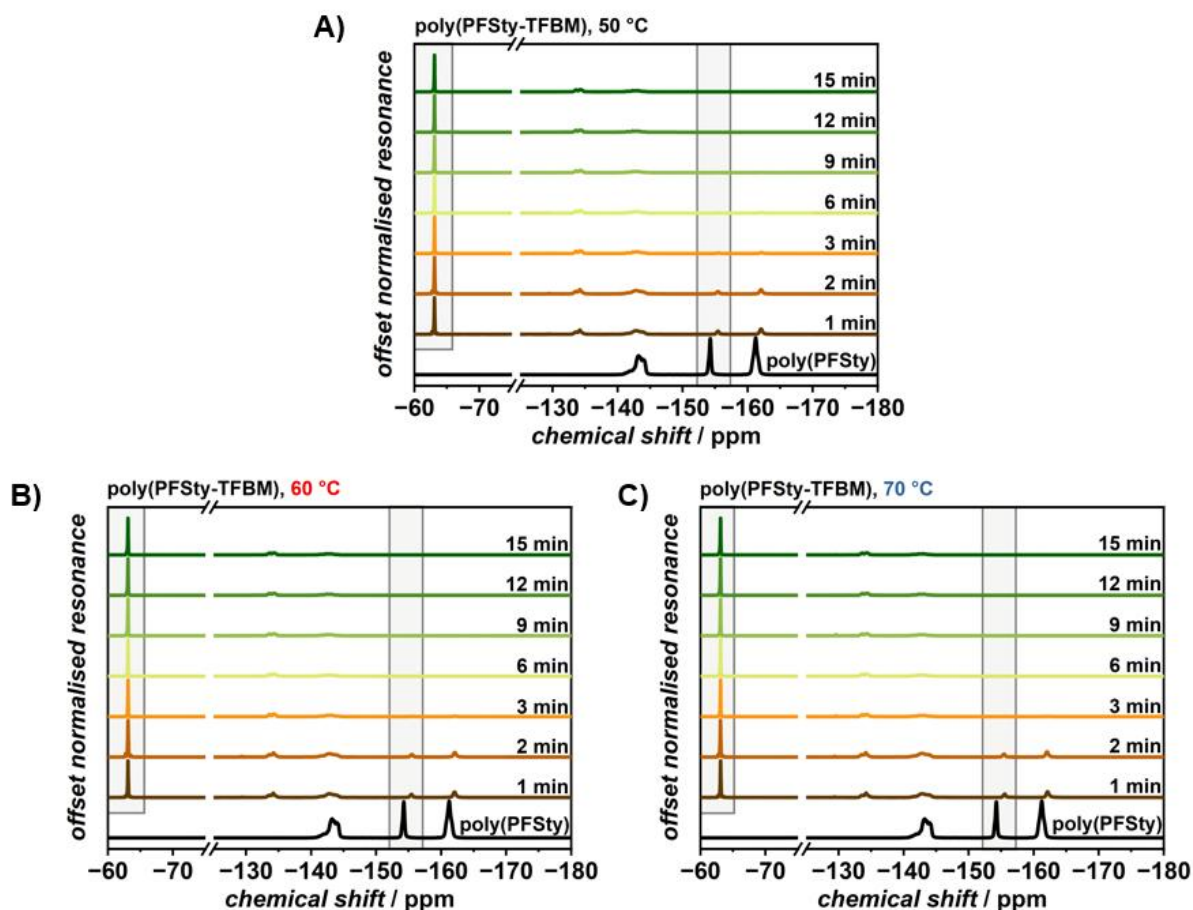 A)
poly(PFSty-TFBM), 50 °C
offset normalised resonance
15 min
12 min
9 min
6 min
3 min
2 min
1 min
poly(PFSty)
−60 −70 −130 −140 −150 −160 −170 −180
chemical shift / ppm
B)
poly(PFSty-TFBM), 60 °C
offset normalised resonance
15 min
12 min
9 min
6 min
3 min
2 min
1 min
poly(PFSty)
−60 −70 −130 −140 −150 −160 −170 −180
chemical shift / ppm
C)
poly(PFSty-TFBM), 70 °C
offset normalised resonance
15 min
12 min
9 min
6 min
3 min
2 min
1 min
poly(PFSty)
−60 −70 −130 −140 −150 −160 −170 −180
chemical shift / ppm